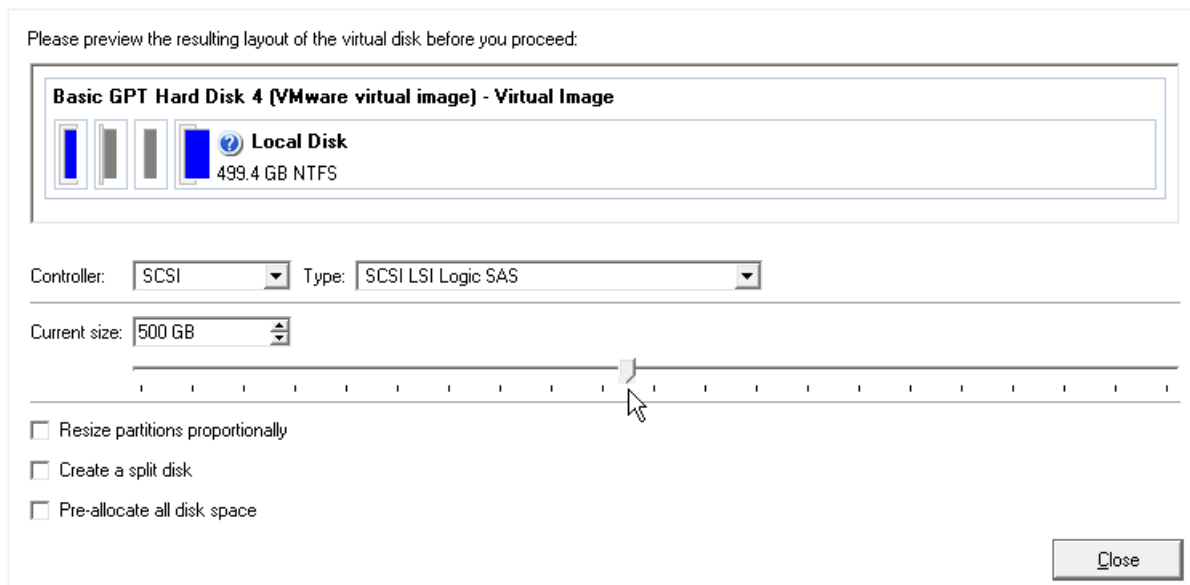 Please preview the resulting layout of the virtual disk before you proceed:
Basic GPT Hard Disk 4 (VMware virtual image) - Virtual Image
Local Disk
499.4 GB NTFS
Controller: SCSI Type: SCSI LSI Logic SAS
Current size: 500 GB
Resize partitions proportionally
Create a split disk
Pre-allocate all disk space
Close